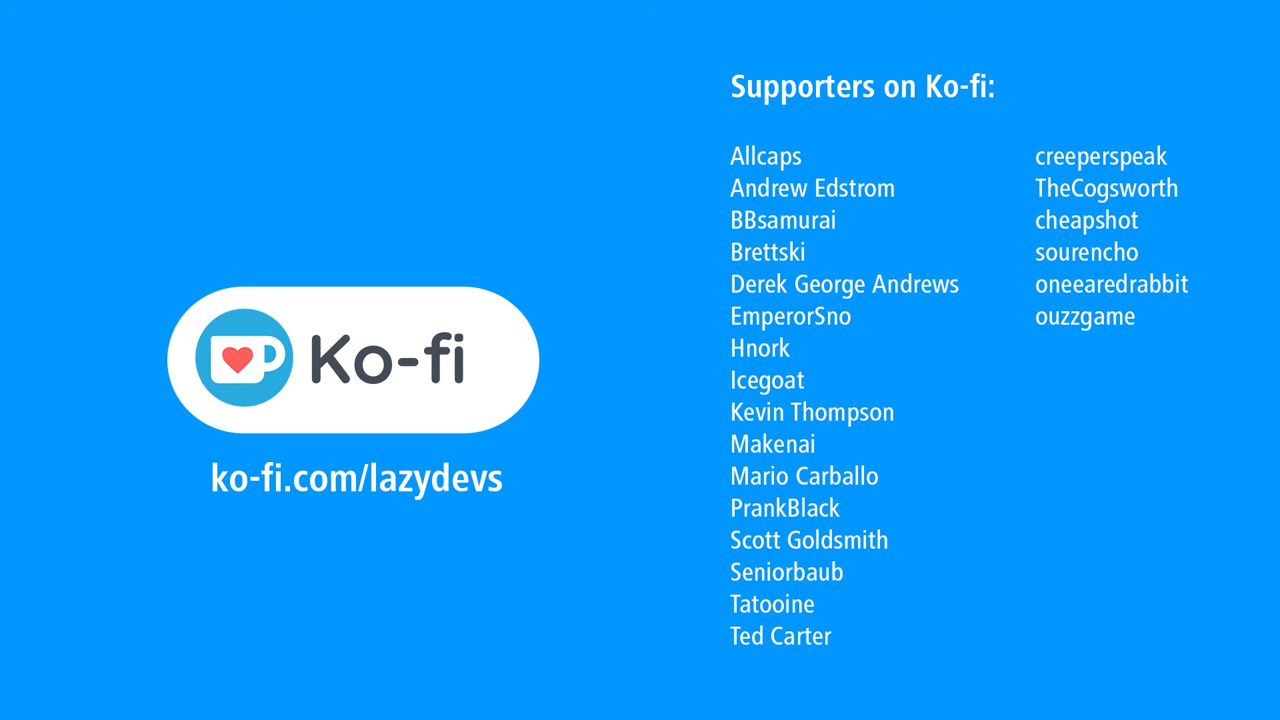 Ko-fi
ko-fi.com/lazydevs
Supporters on Ko-fi:
Allcaps
Andrew Edstrom
BBsamurai
Brettski
Derek George Andrews
EmperorSno
Hnork
Icegoat
Kevin Thompson
Makenai
Mario Carballo
PrankBlack
Scott Goldsmith
Seniorbaub
Tatooine
Ted Carter
creeperspeak
TheCogsworth
cheapshot
sourencho
oneearedrabbit
ouzzgame